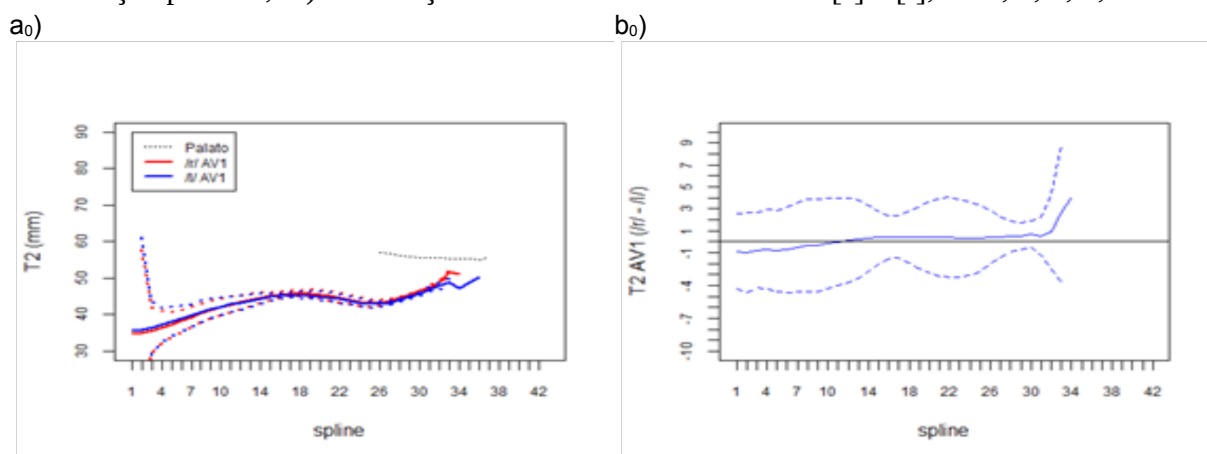 a₀)
b₀)
Palato
/r/ AV1
/l/ AV1
T2 (mm)
90
80
70
60
50
40
30
1 4 7 10 14 18 22 26 30 34 38 42
spline
T2 AV1 (/r/ - /l/)
9
7
5
3
1
-1
-4
-7
-10
1 4 7 10 14 18 22 26 30 34 38 42
spline